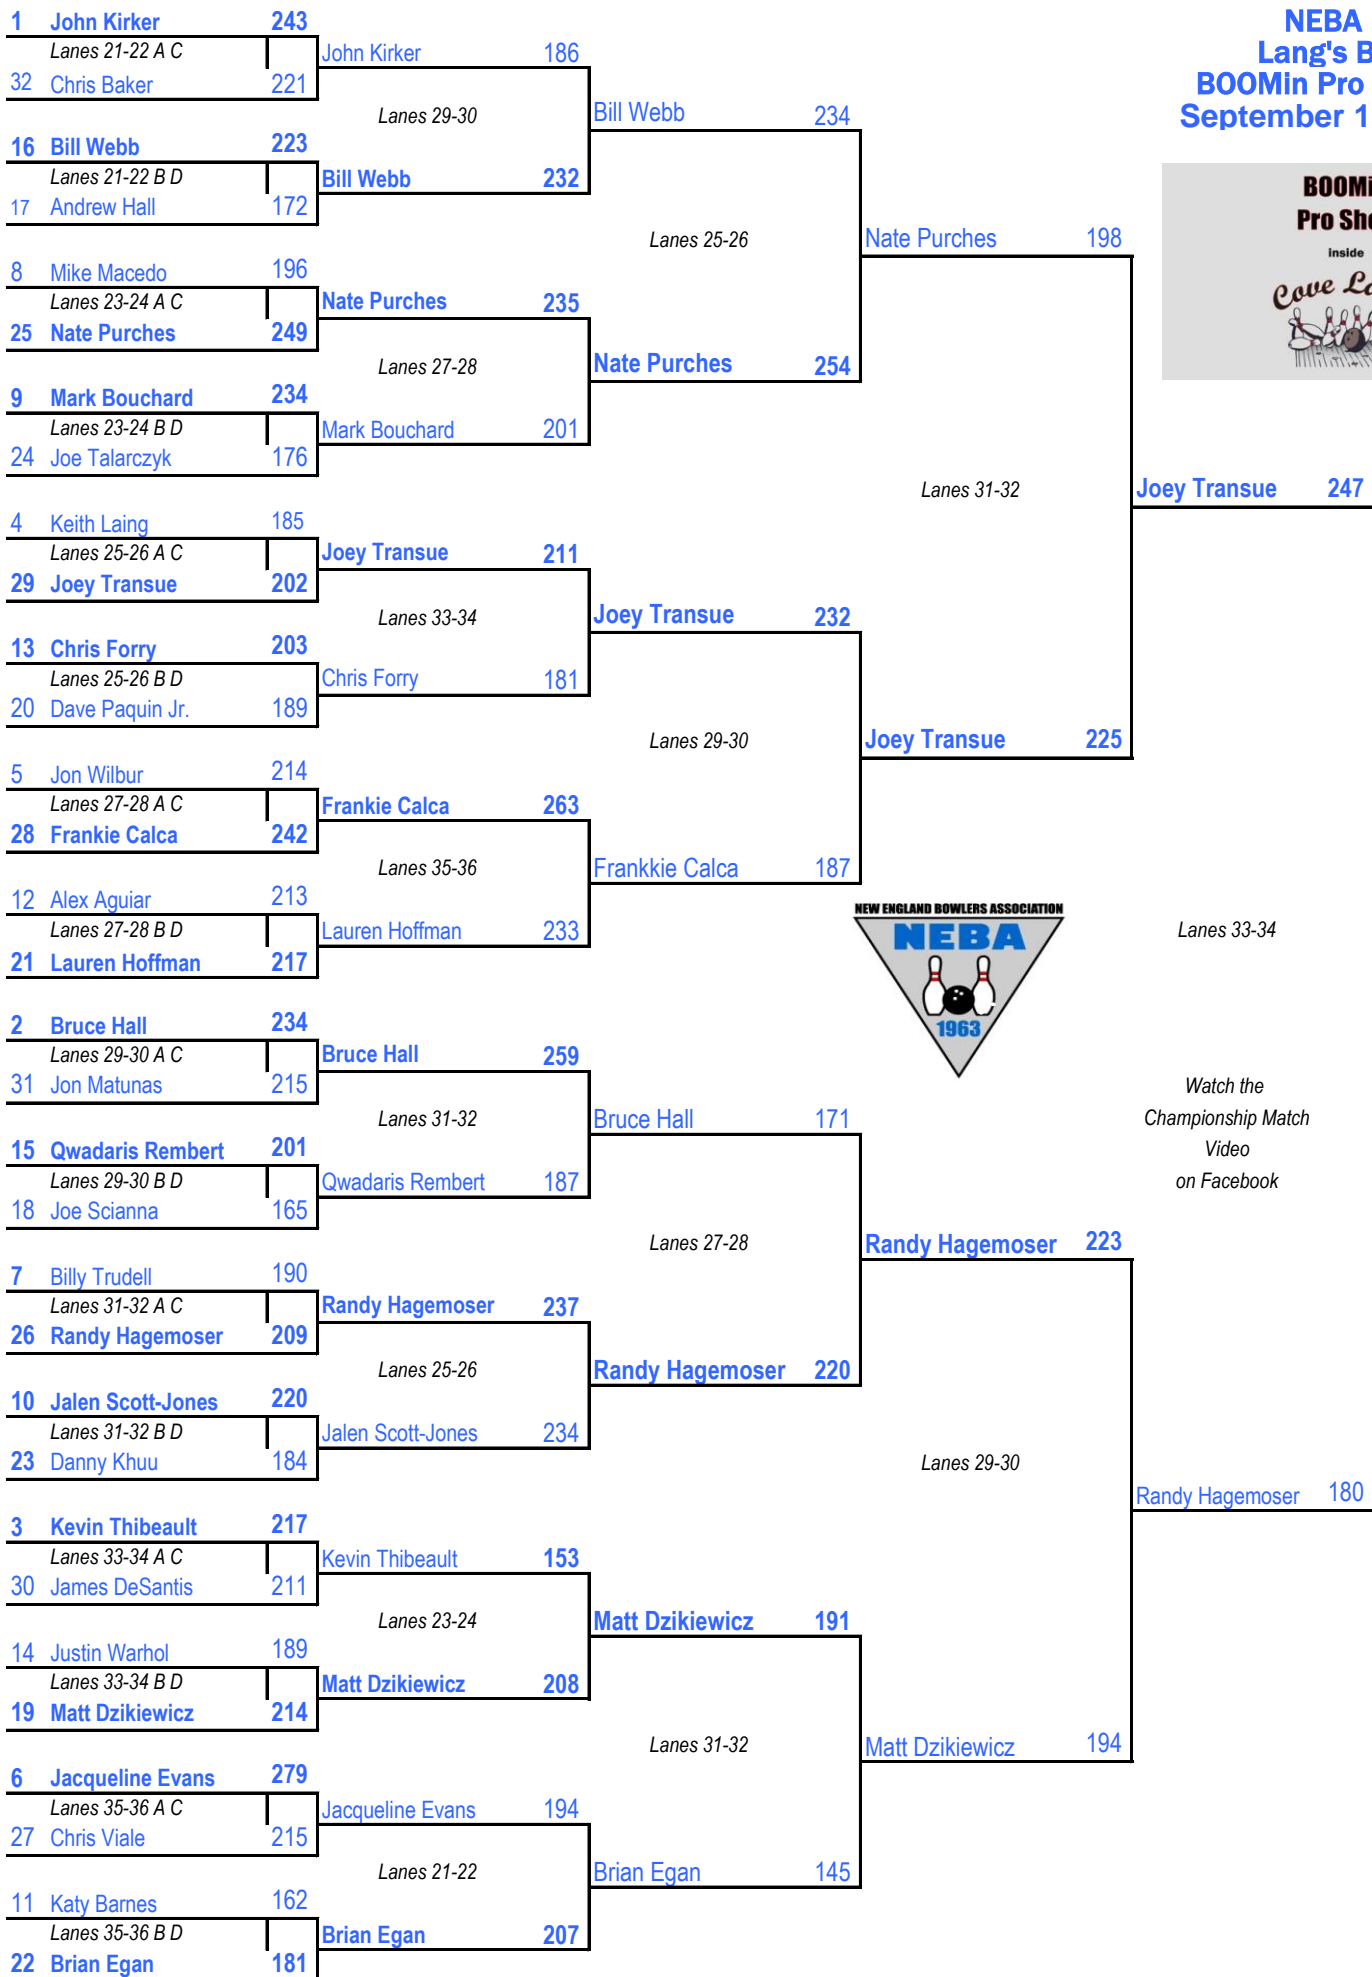 NEBA
Lang's B
BOOMin Pro
September 1
BOOMi
Pro Sho
inside
Cove La
1 John Kirker 243
Lanes 21-22 A C
32 Chris Baker 221
16 Bill Webb 223
Lanes 21-22 B D
17 Andrew Hall 172
8 Mike Macedo 196
Lanes 23-24 A C
25 Nate Purches 249
9 Mark Bouchard 234
Lanes 23-24 B D
24 Joe Talarczyk 176
4 Keith Laing 185
Lanes 25-26 A C
29 Joey Transue 202
13 Chris Forry 203
Lanes 25-26 B D
20 Dave Paquin Jr. 189
5 Jon Wilbur 214
Lanes 27-28 A C
28 Frankie Calca 242
12 Alex Aguiar 213
Lanes 27-28 B D
21 Lauren Hoffman 217
2 Bruce Hall 234
Lanes 29-30 A C
31 Jon Matunas 215
15 Qwadaris Rembert 201
Lanes 29-30 B D
18 Joe Scianna 165
7 Billy Trudell 190
Lanes 31-32 A C
26 Randy Hagemoser 209
10 Jalen Scott-Jones 220
Lanes 31-32 B D
23 Danny Khuu 184
3 Kevin Thibeault 217
Lanes 33-34 A C
30 James DeSantis 211
14 Justin Warhol 189
Lanes 33-34 B D
19 Matt Dzikiewicz 214
6 Jacqueline Evans 279
Lanes 35-36 A C
27 Chris Viale 215
11 Katy Barnes 162
Lanes 35-36 B D
22 Brian Egan 181
John Kirker 186
Lanes 29-30
Bill Webb 232
Nate Purches 235
Lanes 27-28
Mark Bouchard 201
Joey Transue 211
Lanes 33-34
Chris Forry 181
Frankie Calca 263
Lanes 35-36
Lauren Hoffman 233
Bruce Hall 259
Lanes 31-32
Qwadaris Rembert 187
Randy Hagemoser 237
Lanes 25-26
Jalen Scott-Jones 234
Kevin Thibeault 153
Lanes 23-24
Matt Dzikiewicz 208
Jacqueline Evans 194
Lanes 21-22
Brian Egan 207
Bill Webb 234
Lanes 25-26
Nate Purches 254
Joey Transue 232
Lanes 29-30
Frankkie Calca 187
Bruce Hall 171
Lanes 27-28
Randy Hagemoser 220
Matt Dzikiewicz 191
Lanes 31-32
Brian Egan 145
Nate Purches 198
Lanes 31-32
Joey Transue 225
NEW ENGLAND BOWLERS ASSOCIATION
NEBA
1963
Randy Hagemoser 223
Lanes 29-30
Matt Dzikiewicz 194
Joey Transue 247
Lanes 33-34
Watch the
Championship Match
Video
on Facebook
Randy Hagemoser 180